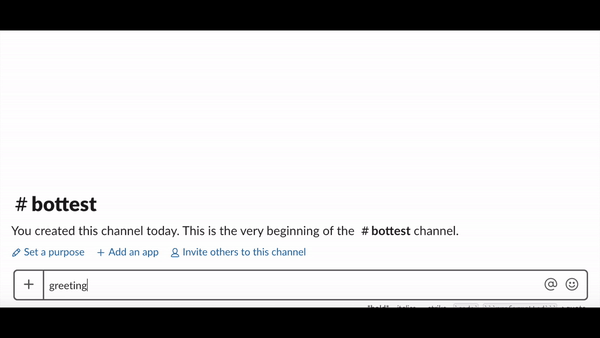 # bottest
You created this channel today. This is the very beginning of the # bottest channel.
Set a purpose + Add an app Invite others to this channel
+ greeting @